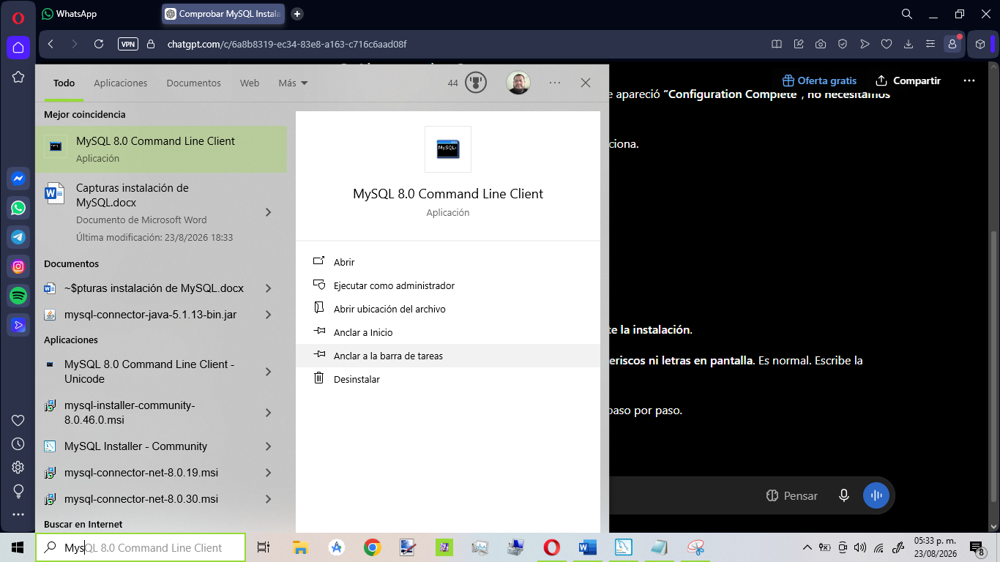 WhatsApp
Comprobar MySQL Instala
VPN
chatgpt.com/c/6a8b8319-ec34-83e8-a163-c716c6aad08f
Todo
Aplicaciones
Documentos
Web
Más
44
Oferta gratis
Compartir
e apareció “Configuration Complete”, no necesitamos
ciona.
te la instalación.
eriscos ni letras en pantalla. Es normal. Escribe la
paso por paso.
Pensar
Mejor coincidencia
MySQL 8.0 Command Line Client
Aplicación
Capturas instalación de
MySQL.docx
Documento de Microsoft Word
Última modificación: 23/8/2026 18:33
Documentos
~$pturas instalación de MySQL.docx
mysql-connector-java-5.1.13-bin.jar
Aplicaciones
MySQL 8.0 Command Line Client -
Unicode
mysql-installer-community-
8.0.46.0.msi
MySQL Installer - Community
mysql-connector-net-8.0.19.msi
mysql-connector-net-8.0.30.msi
Buscar en Internet
MySQL 8.0 Command Line Client
Aplicación
Abrir
Ejecutar como administrador
Abrir ubicación del archivo
Anclar a Inicio
Anclar a la barra de tareas
Desinstalar
MysQL 8.0 Command Line Client
05:33 p. m.
23/08/2026
8